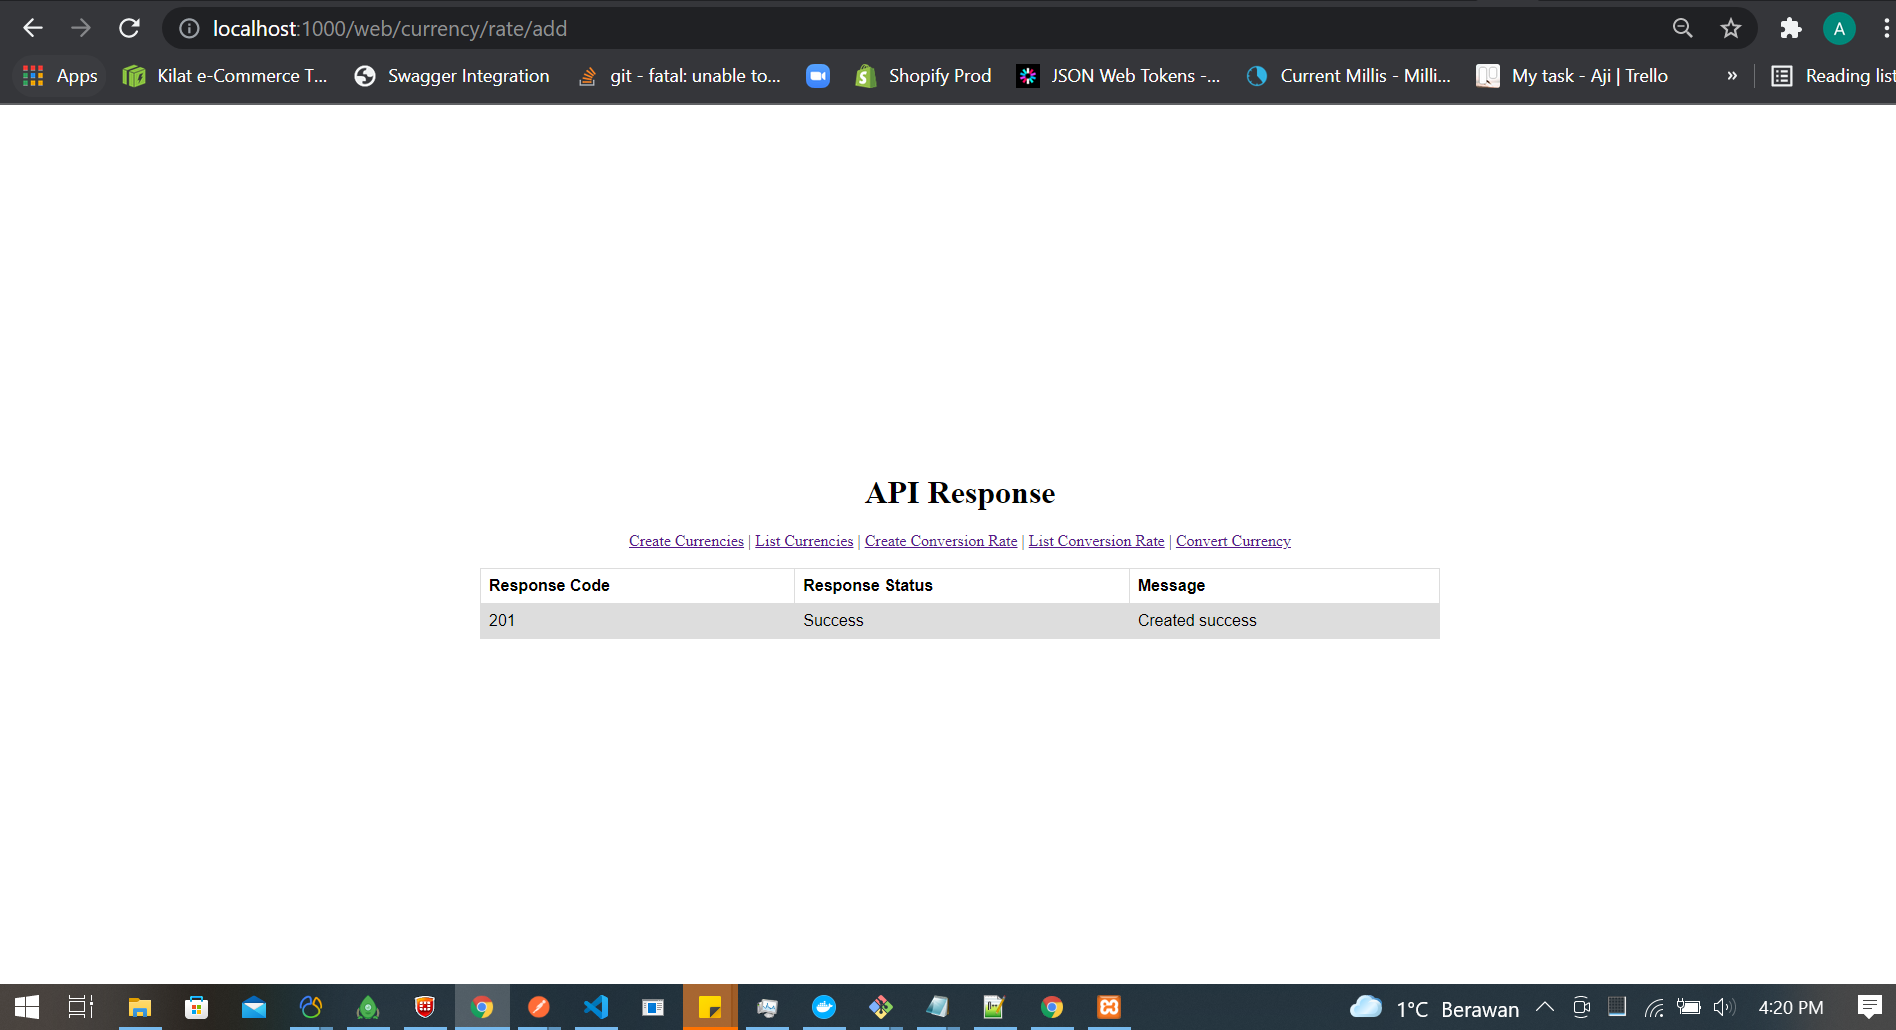 localhost:1000/web/currency/rate/add
A
Apps Kilat e-Commerce T... Swagger Integration git - fatal: unable to... Shopify Prod JSON Web Tokens -... Current Millis - Milli... My task - Aji | Trello » Reading list
API Response
Create Currencies | List Currencies | Create Conversion Rate | List Conversion Rate | Convert Currency
Response Code Response Status Message
201 Success Created success
1°C Berawan 4:20 PM